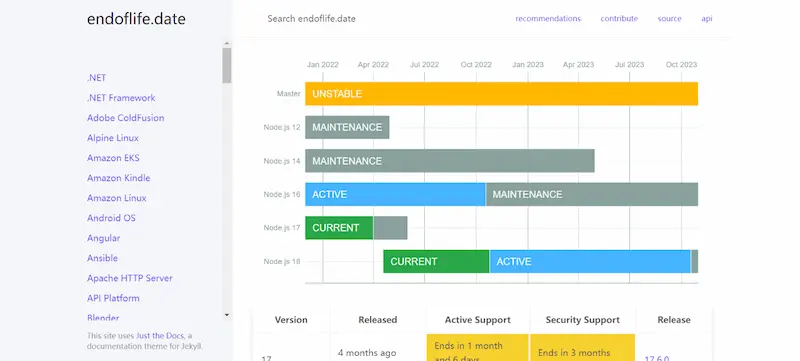 endoflife.date
Search endoflife.date
recommendations
contribute
source
api
.NET
.NET Framework
Adobe ColdFusion
Alpine Linux
Amazon EKS
Amazon Kindle
Amazon Linux
Android OS
Angular
Ansible
Apache HTTP Server
API Platform
Blender
This site uses Just the Docs, a
documentation theme for Jekyll.
Jan 2022 Apr 2022 Jul 2022 Oct 2022 Jan 2023 Apr 2023 Jul 2023 Oct 2023
Master UNSTABLE
Node.js 12 MAINTENANCE
Node.js 14 MAINTENANCE
Node.js 16 ACTIVE MAINTENANCE
Node.js 17 CURRENT
Node.js 18 CURRENT ACTIVE
Version Released Active Support Security Support Release
17 4 months ago Ends in 1 month Ends in 3 months 17.6.0
and 6 days